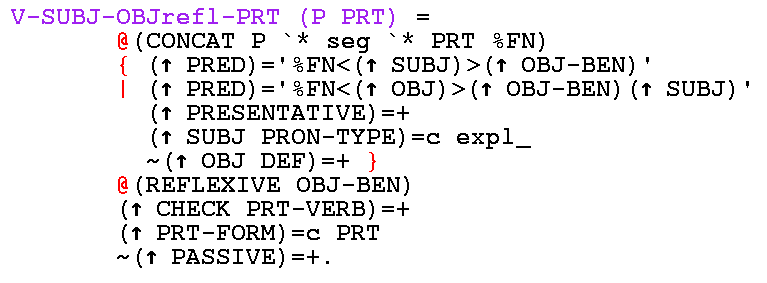 V-SUBJ-OBJrefl-PRT (P PRT) =
@(CONCAT P `* seg `* PRT %FN)
{ (↑ PRED)='%FN<(↑ SUBJ)>(↑ OBJ-BEN)'
| (↑ PRED)='%FN<(↑ OBJ)>(↑ OBJ-BEN)(↑ SUBJ)'
(↑ PRESENTATIVE)=+
(↑ SUBJ PRON-TYPE)=c expl_
~(↑ OBJ DEF)=+ }
@(REFLEXIVE OBJ-BEN)
(↑ CHECK PRT-VERB)=+
(↑ PRT-FORM)=c PRT
~(↑ PASSIVE)=+.